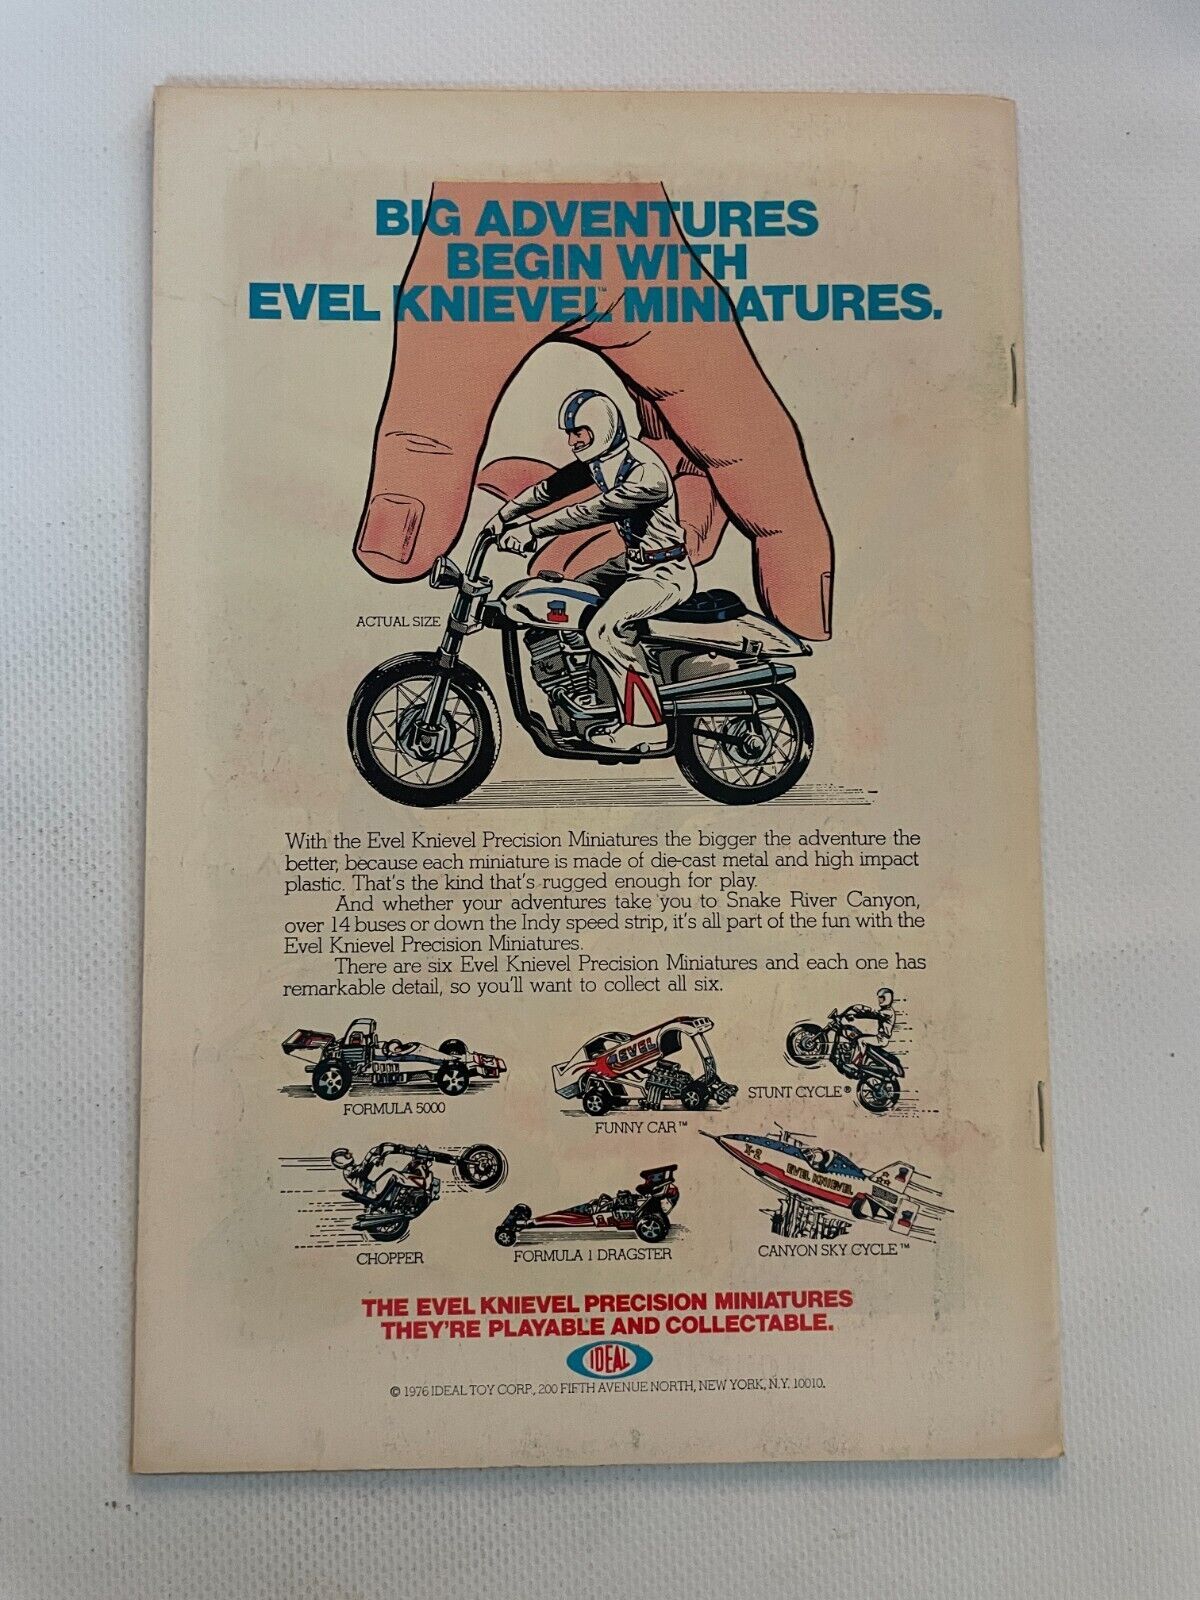 BIG ADVENTURES
BEGIN WITH
EVEL KNIEVEL™ MINIATURES.
ACTUAL SIZE
1
With the Evel Knievel Precision Miniatures the bigger the adventure the
better, because each miniature is made of die-cast metal and high impact
plastic. That's the kind that's rugged enough for play.
And whether your adventures take you to Snake River Canyon,
over 14 buses or down the Indy speed strip, it's all part of the fun with the
Evel Knievel Precision Miniatures.
There are six Evel Knievel Precision Miniatures and each one has
remarkable detail, so you'll want to collect all six.
FORMULA 5000
EVEL
FUNNY CAR™
STUNT CYCLE®
CHOPPER
1
FORMULA 1 DRAGSTER
X-2
EVEL KNIEVEL
CANYON SKY CYCLE™
THE EVEL KNIEVEL PRECISION MINIATURES
THEY'RE PLAYABLE AND COLLECTABLE.
IDEAL
© 1976 IDEAL TOY CORP., 200 FIFTH AVENUE NORTH, NEW YORK, N.Y. 10010.